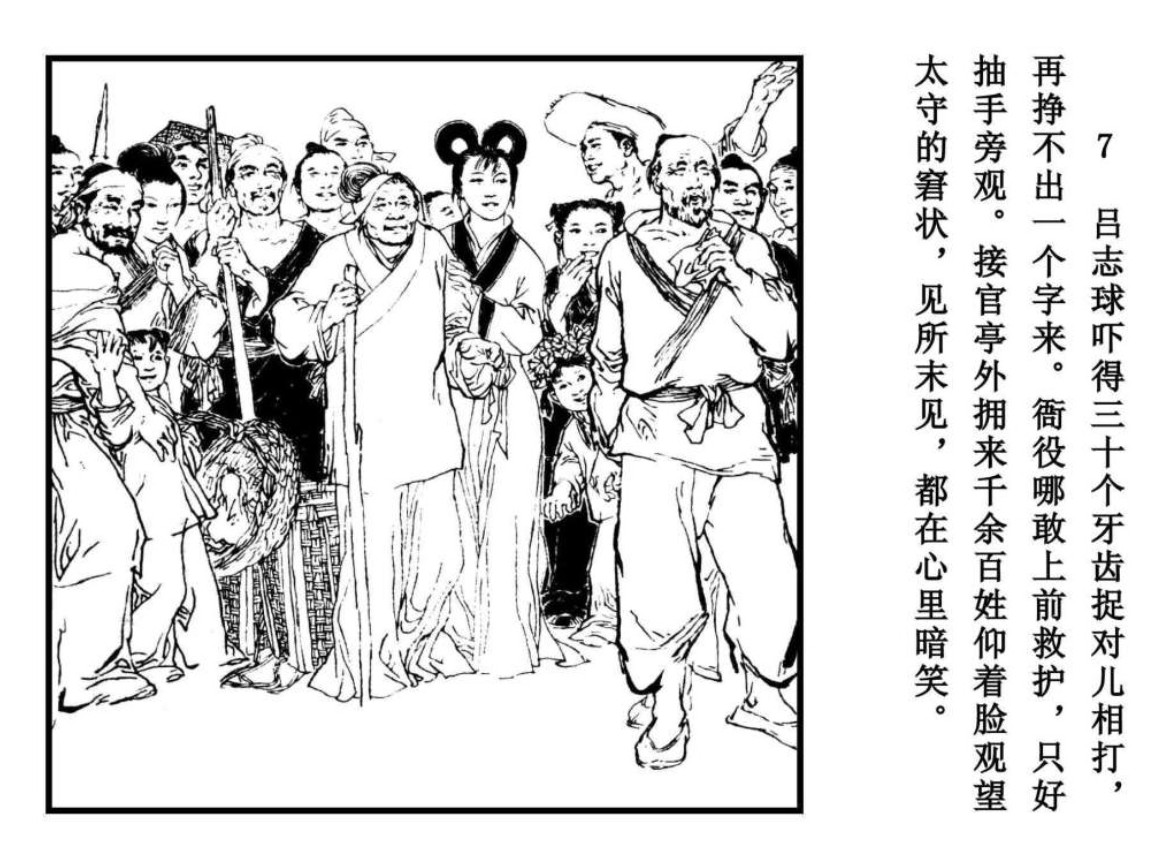 7 吕志球吓得三十个牙齿捉对儿相打，
再挣不出一个字来。衙役哪敢上前救护，只好
抽手旁观。接官亭外拥来千余百姓仰着脸观望
太守的窘状，见所末见，都在心里暗笑。